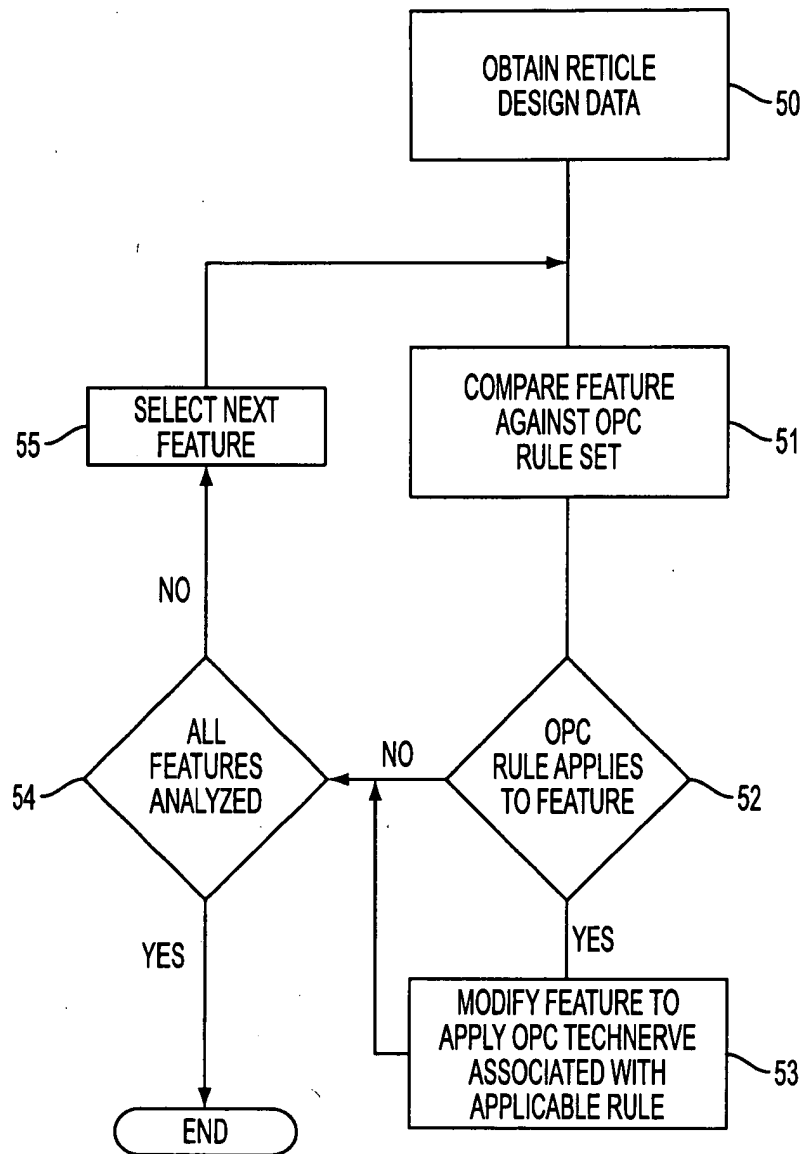 OBTAIN RETICLE
DESIGN DATA
50
COMPARE FEATURE
AGAINST OPC
RULE SET
51
SELECT NEXT
FEATURE
55
NO
ALL
FEATURES
ANALYZED
54
NO
OPC
RULE APPLIES
TO FEATURE
52
YES
YES
MODIFY FEATURE TO
APPLY OPC TECHNERVE
ASSOCIATED WITH
APPLICABLE RULE
53
END